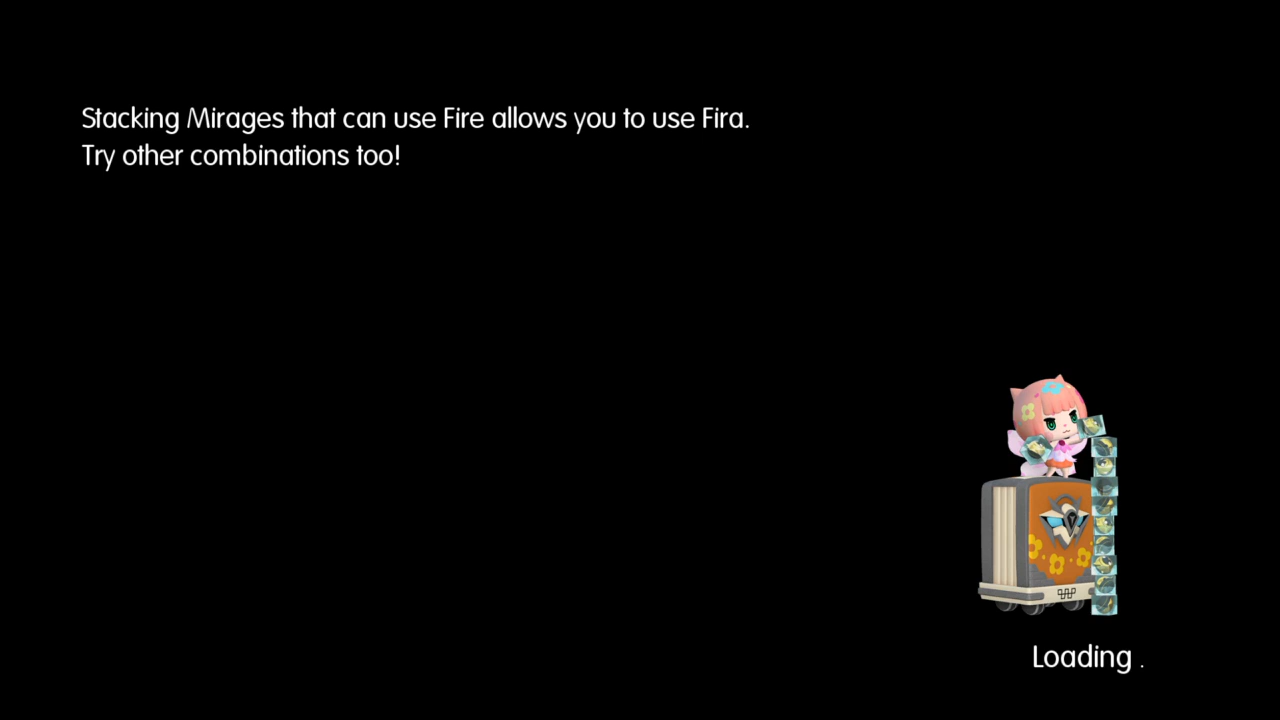 Stacking Mirages that can use Fire allows you to use Fira.
Try other combinations too!
Loading .